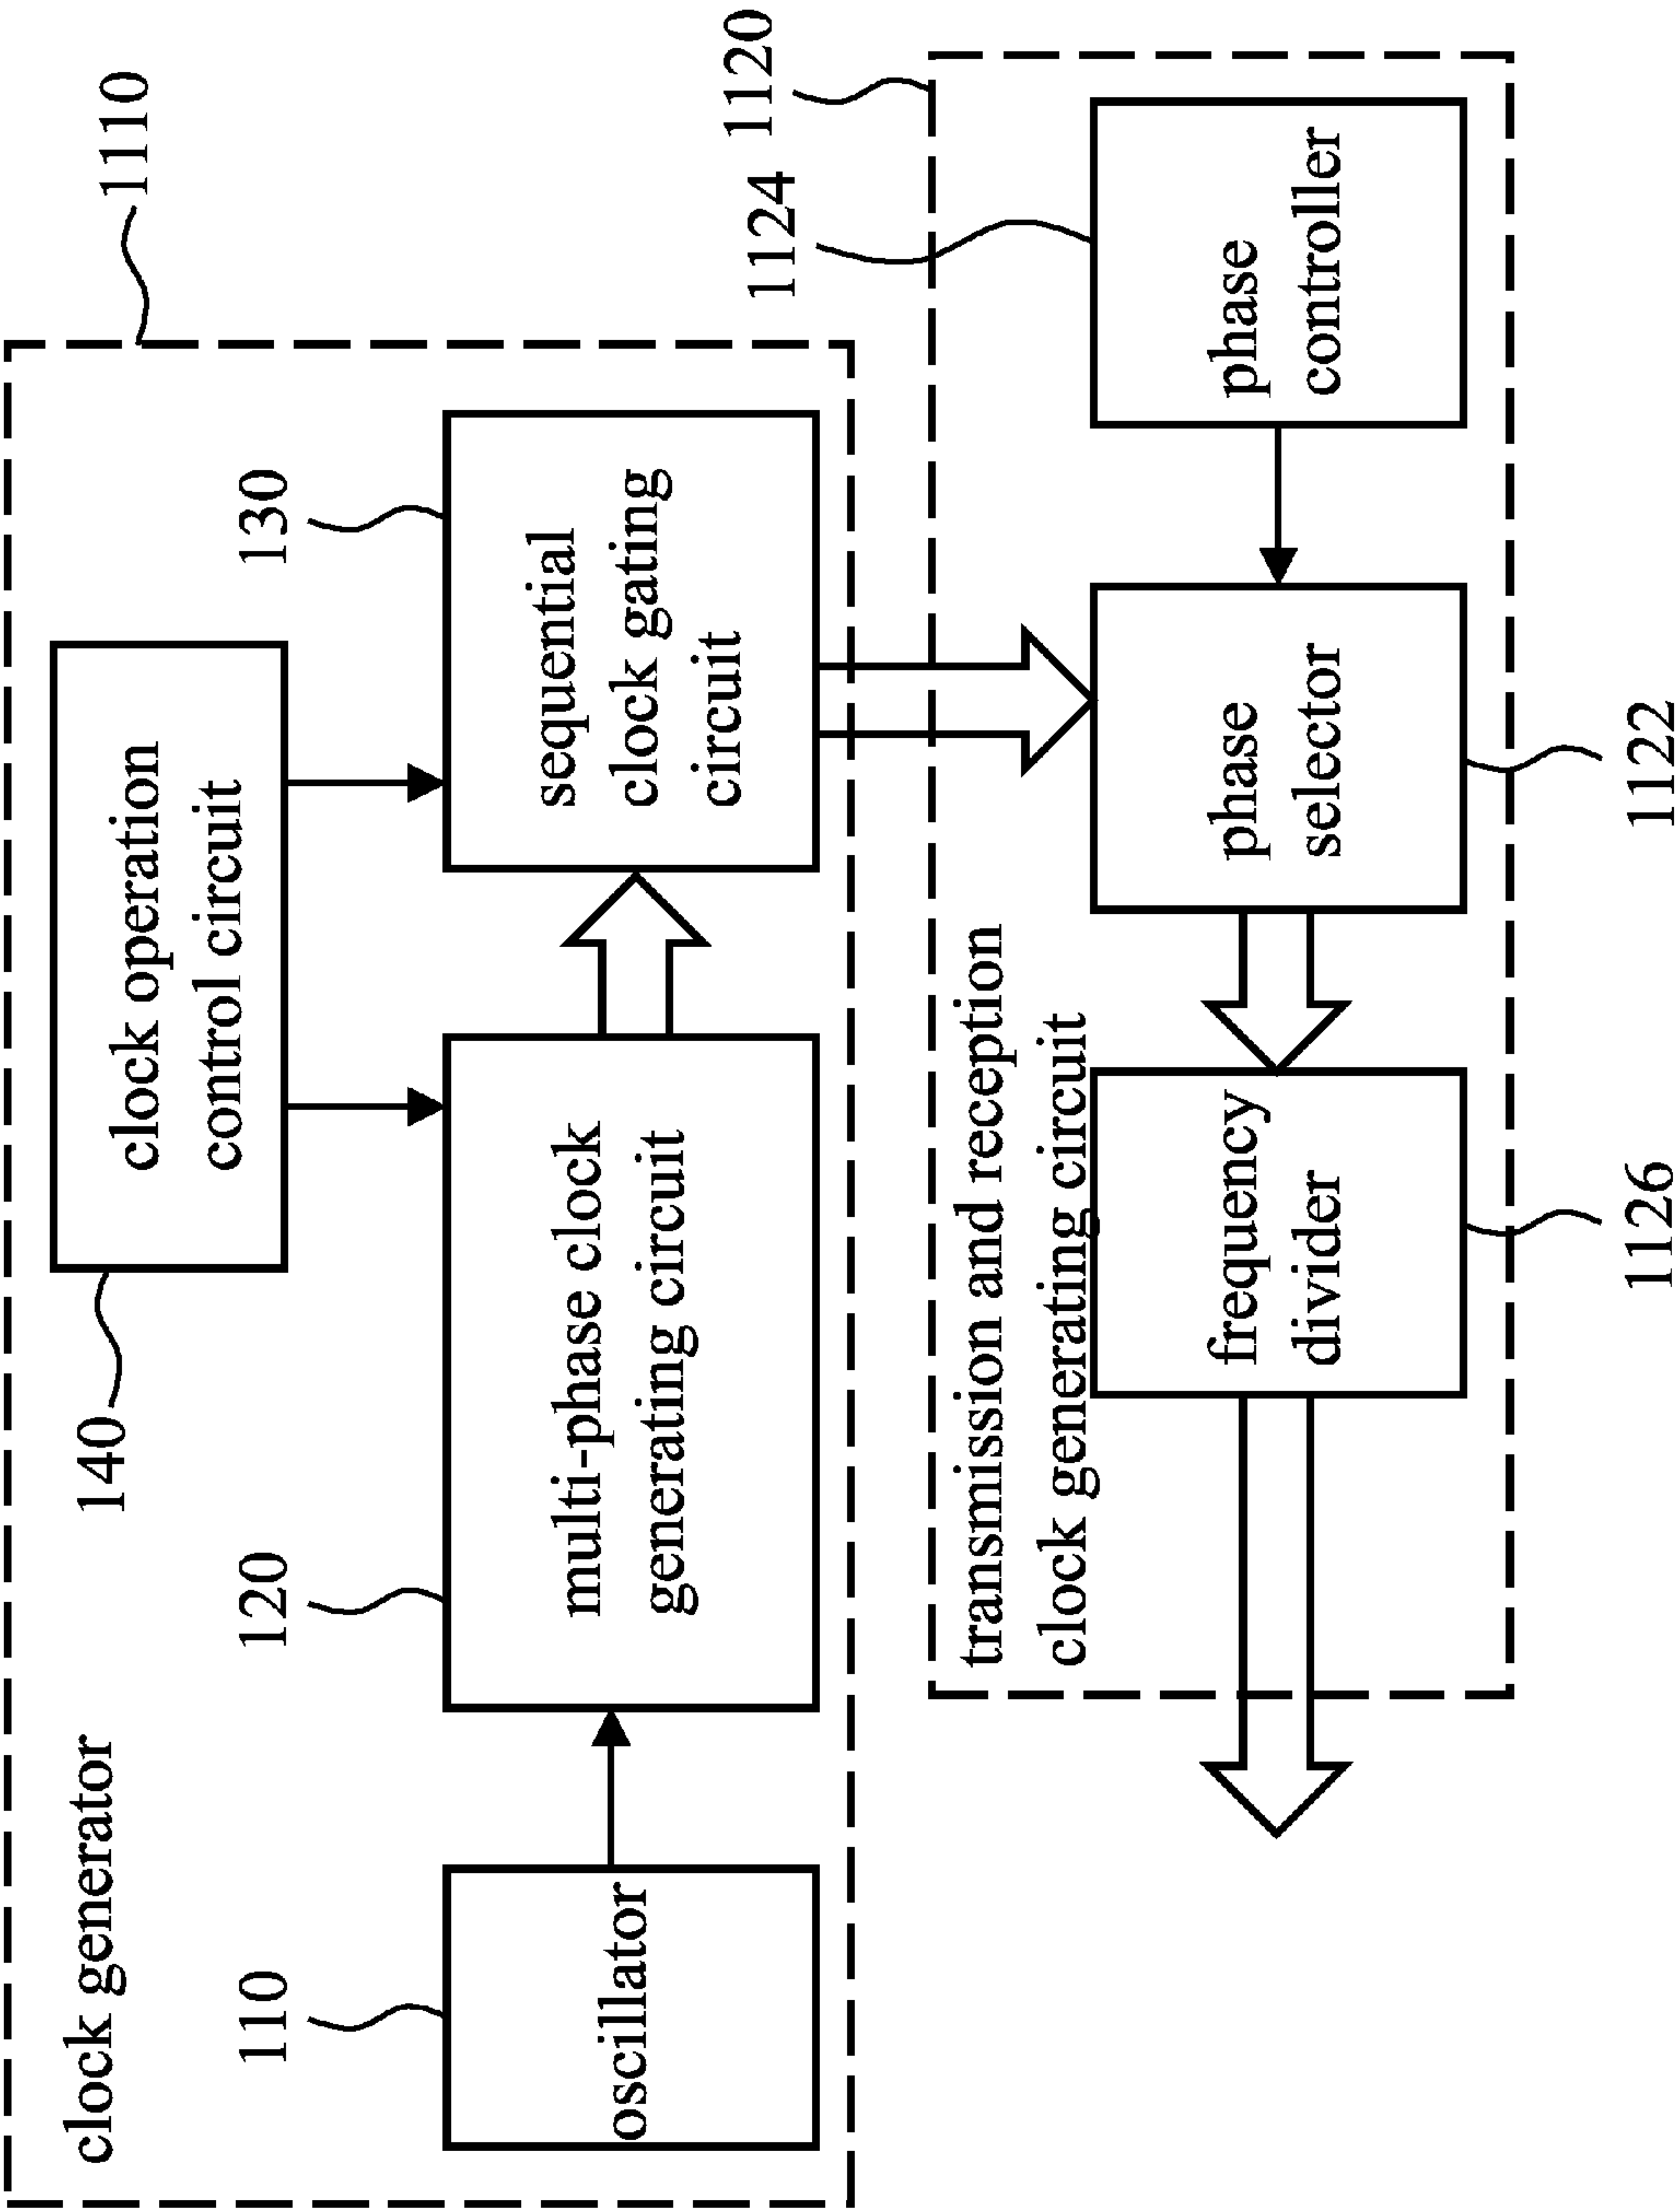 clock generator
1110
140
clock operation
control circuit
110
120
130
oscillator
multi-phase clock
generating circuit
sequential
clock gating
circuit
1120
1124
transmission and reception
clock generating circuit
frequency
divider
phase
selector
phase
controller
1126
1122